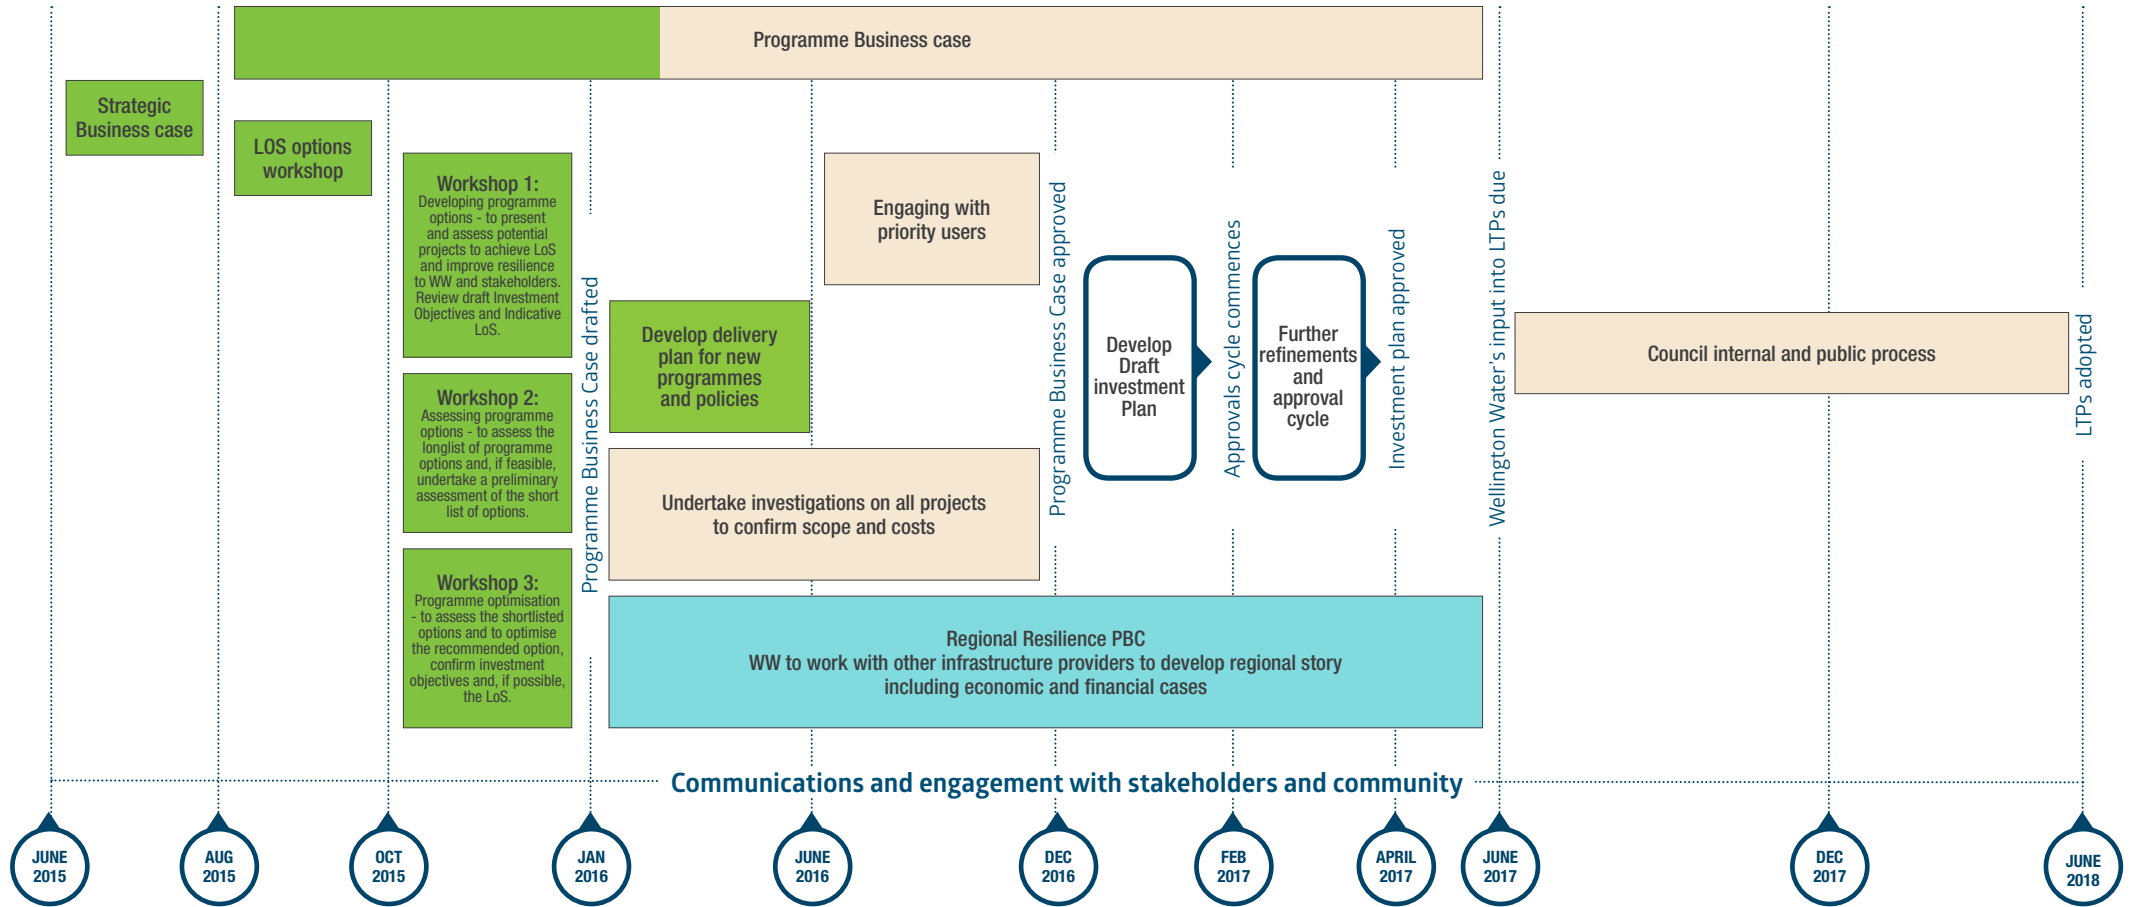 Programme Business case
Strategic
Business case
LOS options
workshop
Workshop 1:
Developing programme
options - to present
and assess potential
projects to achieve LoS
and improve resilience
to WW and stakeholders.
Review draft Investment
Objectives and Indicative
LoS.
Workshop 2:
Assessing programme
options - to assess the
longlist of programme
options and, if feasible,
undertake a preliminary
assessment of the short
list of options.
Workshop 3:
Programme optimisation
- to assess the shortlisted
options and to optimise
the recommended option,
confirm investment
objectives and, if possible,
the LoS.
Programme Business Case drafted
Develop delivery
plan for new
programmes
and policies
Engaging with
priority users
Undertake investigations on all projects
to confirm scope and costs
Regional Resilience PBC
WW to work with other infrastructure providers to develop regional story
including economic and financial cases
Programme Business Case approved
Develop
Draft
investment
Plan
Approvals cycle commences
Further
refinements
and
approval
cycle
Investment plan approved
Wellington Water's input into LTPs due
Council internal and public process
LTPs adopted
Communications and engagement with stakeholders and community
JUNE
2015
AUG
2015
OCT
2015
JAN
2016
JUNE
2016
DEC
2016
FEB
2017
APRIL
2017
JUNE
2017
DEC
2017
JUNE
2018